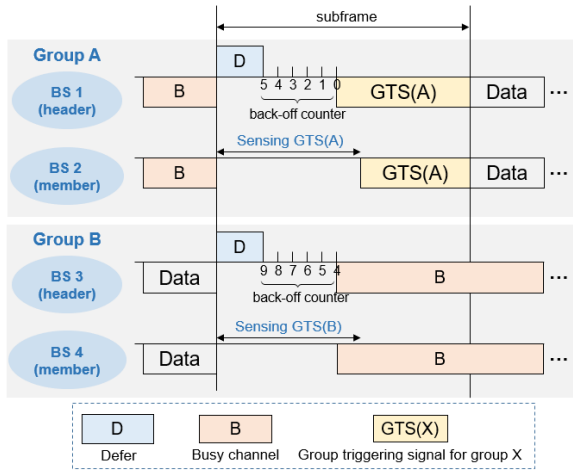 subframe
Group A
D
BS 1
(header)
B
5 4 3 2 1 0
GTS(A)
Data
...
back-off counter
Sensing GTS(A)
BS 2
(member)
B
GTS(A)
Data
...
Group B
D
BS 3
(header)
Data
9 8 7 6 5 4
B
...
back-off counter
Sensing GTS(B)
BS 4
(member)
Data
B
...
D
B
GTS(X)
Defer
Busy channel
Group triggering signal for group X